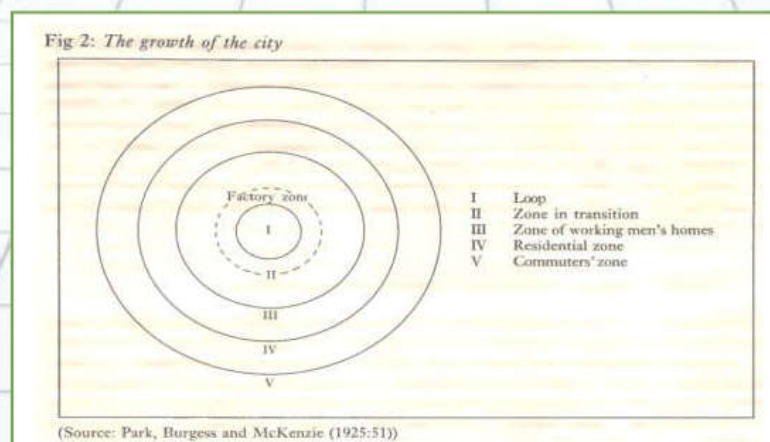 Fig 2: The growth of the city
Factory zone
I
II
III
IV
V
I Loop
II Zone in transition
III Zone of working men's homes
IV Residential zone
V Commuters' zone
(Source: Park, Burgess and McKenzie (1925:51))